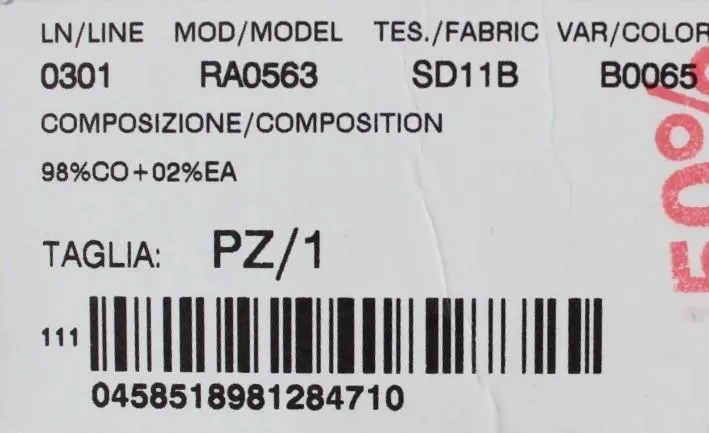 LN/LINE MOD/MODEL TES./FABRIC VAR/COLOR
0301 RA0563 SD11B B0065
COMPOSIZIONE/COMPOSITION
98%CO+02%EA
TAGLIA: PZ/1
111
0458518981284710
50%